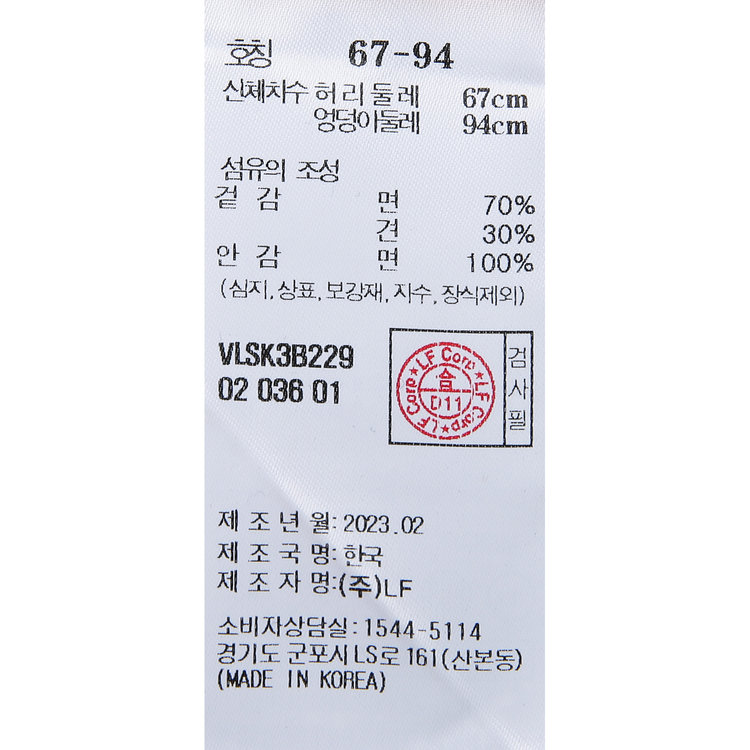 호칭 67-94
신체치수 허리둘레 67cm
엉덩이둘레 94cm
섬유의 조성
겉 감 면 70%
견 30%
안 감 면 100%
(심지, 상표, 보강재, 자수, 장식제외)
VLSK3B229
02 036 01
★LF Corp★LF Corp★LF Corp
合
D11
검사필
제 조 년 월: 2023.02
제 조 국 명: 한국
제 조 자 명:(주)LF
소비자상담실: 1544-5114
경기도 군포시 LS로 161(산본동)
(MADE IN KOREA)